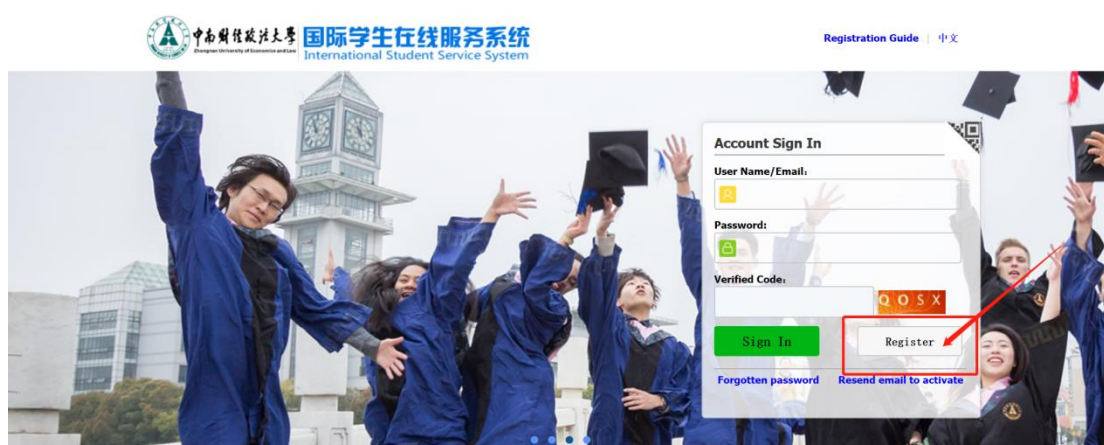 中南财经政法大学
Zhongnan University of Economics and Law
国际学生在线服务系统
International Student Service System
Registration Guide | 中文
Account Sign In
User Name/Email:
Password:
Verified Code:
QOSX
Sign In
Register
Forgotten password
Resend email to activate